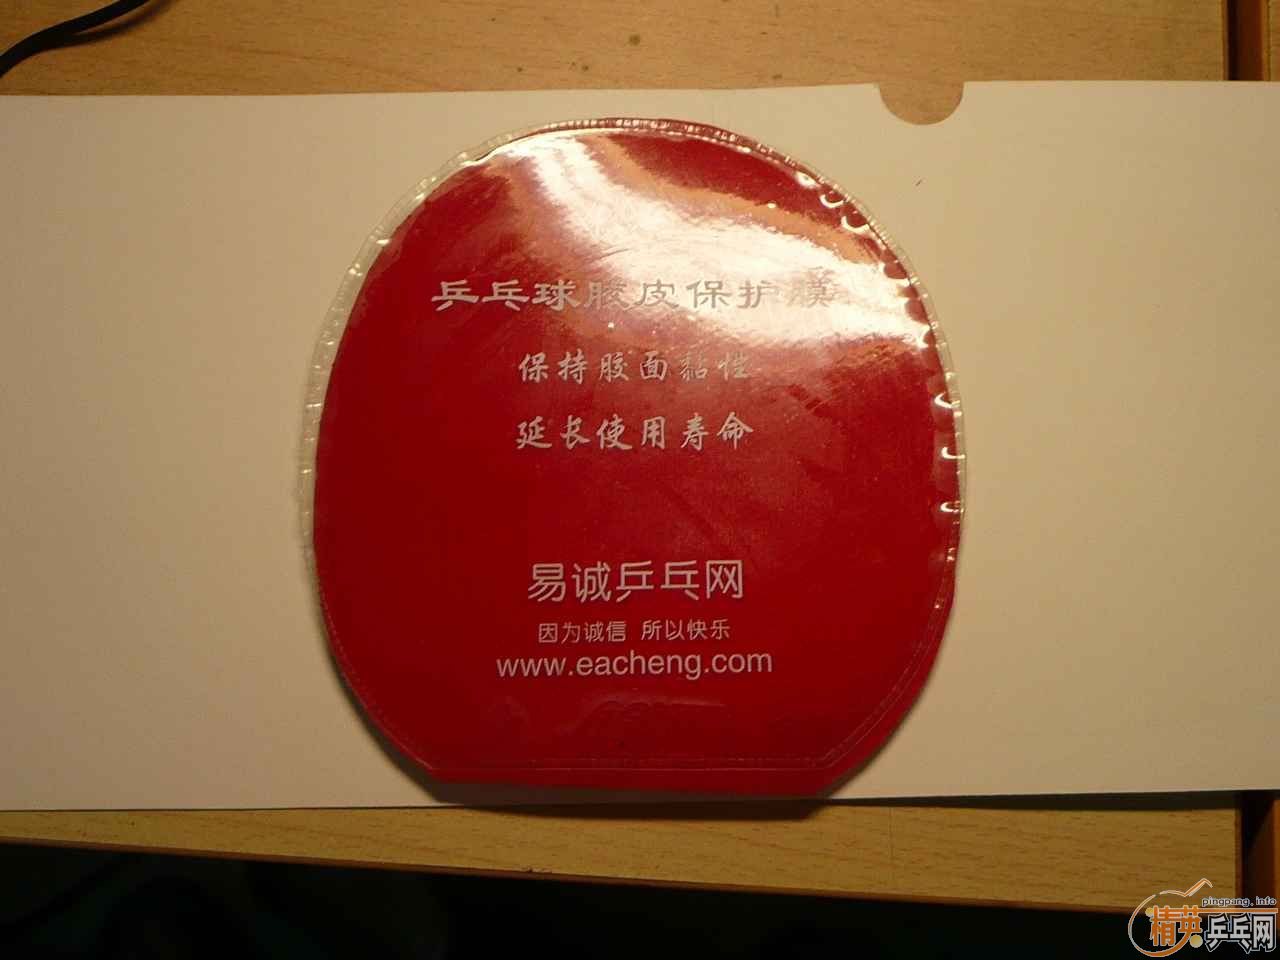 乒乓球胶皮保护膜
保持胶面黏性
延长使用寿命
易诚乒乓网
因为诚信 所以快乐
www.eacheng.com
pingpang.info
精英乒乓网